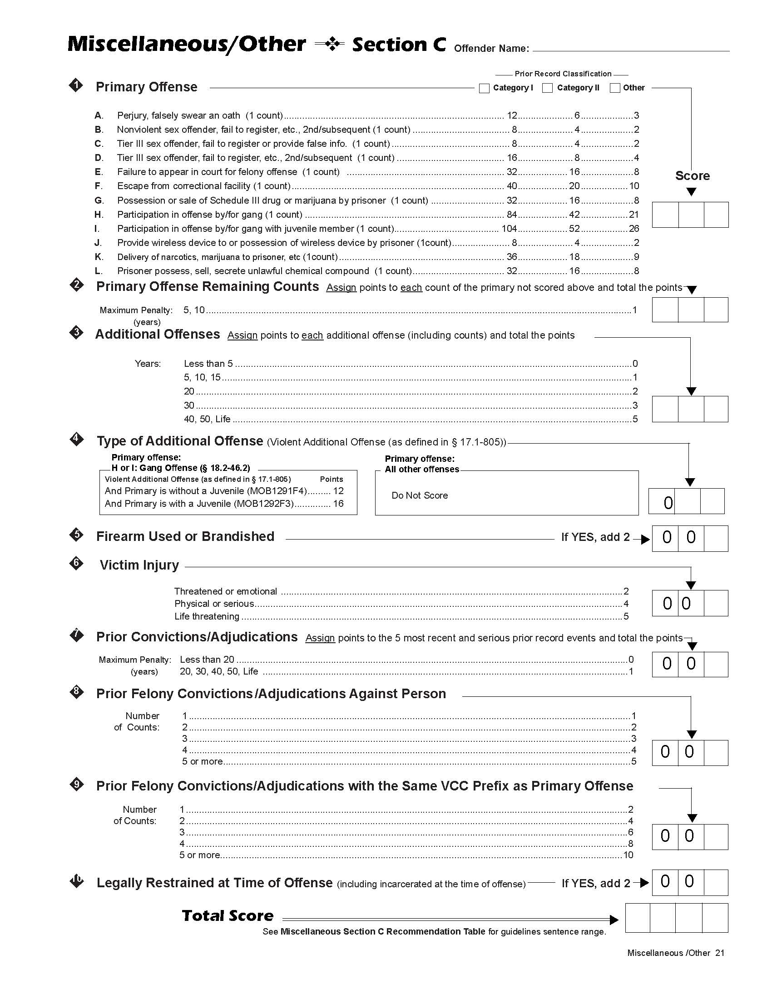 Miscellaneous/Other Section C Offender Name:
Prior Record Classification
1 Primary Offense Category I Category II Other
A. Perjury, falsely swear an oath (1 count) 12 6 3
B. Nonviolent sex offender, fail to register, etc., 2nd/subsequent (1 count) 8 4 2
C. Tier III sex offender, fail to register or provide false info. (1 count) 8 4 2
D. Tier III sex offender, fail to register, etc., 2nd/subsequent (1 count) 16 8 4
E. Failure to appear in court for felony offense (1 count) 32 16 8
Score
F. Escape from correctional facility (1 count) 40 20 10
G. Possession or sale of Schedule III drug or marijuana by prisoner (1 count) 32 16 8
H. Participation in offense by/for gang (1 count) 84 42 21
I. Participation in offense by/for gang with juvenile member (1 count) 104 52 26
J. Provide wireless device to or possession of wireless device by prisoner (1count) 8 4 2
K. Delivery of narcotics, marijuana to prisoner, etc (1count) 36 18 9
L. Prisoner possess, sell, secrete unlawful chemical compound (1 count) 32 16 8
2 Primary Offense Remaining Counts Assign points to each count of the primary not scored above and total the points
Maximum Penalty: 5, 10 1
(years)
3 Additional Offenses Assign points to each additional offense (including counts) and total the points
Years: Less than 5 0
5, 10, 15 1
20 2
30 3
40, 50, Life 5
4 Type of Additional Offense (Violent Additional Offense (as defined in § 17.1-805))
Primary offense:
H or I: Gang Offense (§ 18.2-46.2)
Violent Additional Offense (as defined in § 17.1-805) Points
And Primary is without a Juvenile (MOB1291F4) 12
And Primary is with a Juvenile (MOB1292F3) 16
Primary offense:
All other offenses
Do Not Score
0
5 Firearm Used or Brandished If YES, add 2 0 0
6 Victim Injury
Threatened or emotional 2
Physical or serious 4 0 0
Life threatening 5
7 Prior Convictions/Adjudications Assign points to the 5 most recent and serious prior record events and total the points
Maximum Penalty: Less than 20 0 0 0
(years) 20, 30, 40, 50, Life 1
8 Prior Felony Convictions/Adjudications Against Person
Number 1 1
of Counts: 2 2
3 3
4 4 0 0
5 or more 5
9 Prior Felony Convictions/Adjudications with the Same VCC Prefix as Primary Offense
Number 1 2
of Counts: 2 4
3 6 0 0
4 8
5 or more 10
10 Legally Restrained at Time of Offense (including incarcerated at the time of offense) If YES, add 2 0 0
Total Score
See Miscellaneous Section C Recommendation Table for guidelines sentence range.
Miscellaneous /Other 21